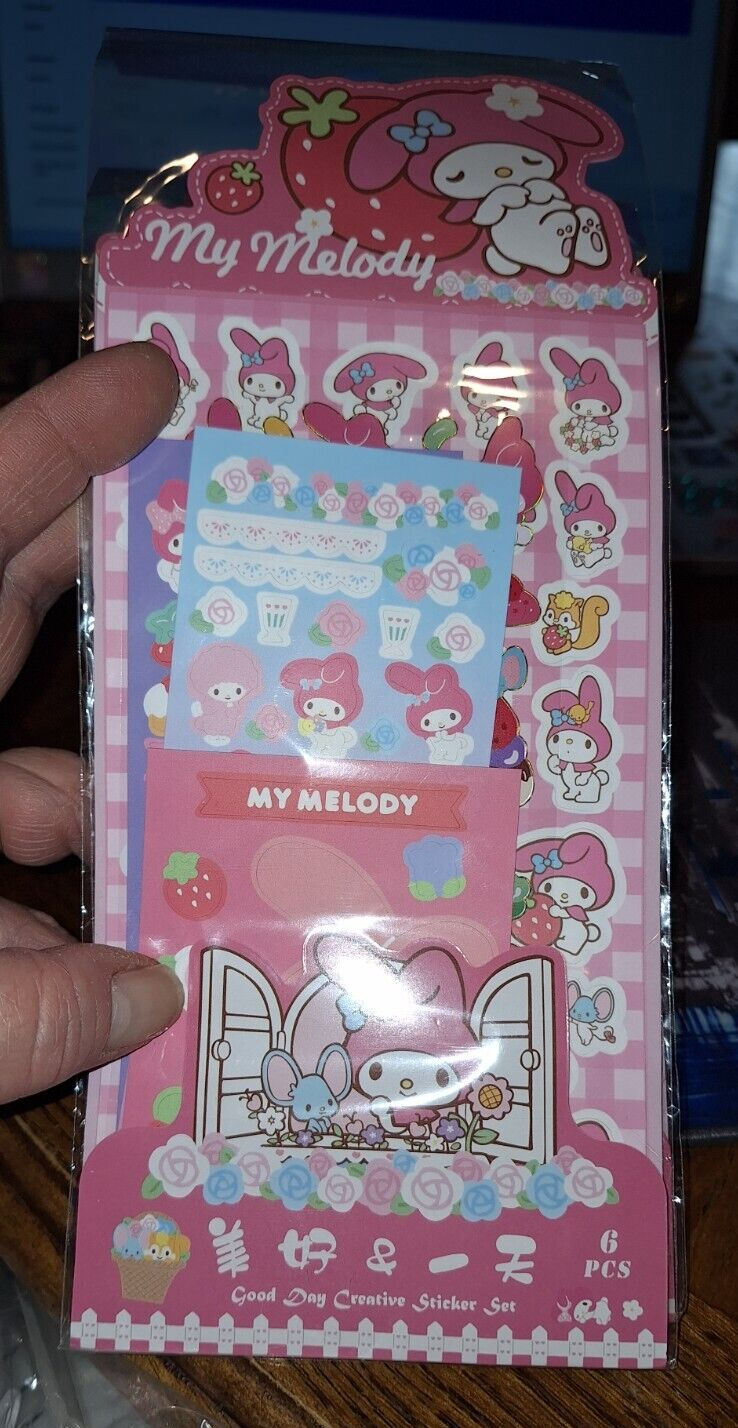 My Melody
MY MELODY
美好&一天
6
PCS
Good Day Creative Sticker Set